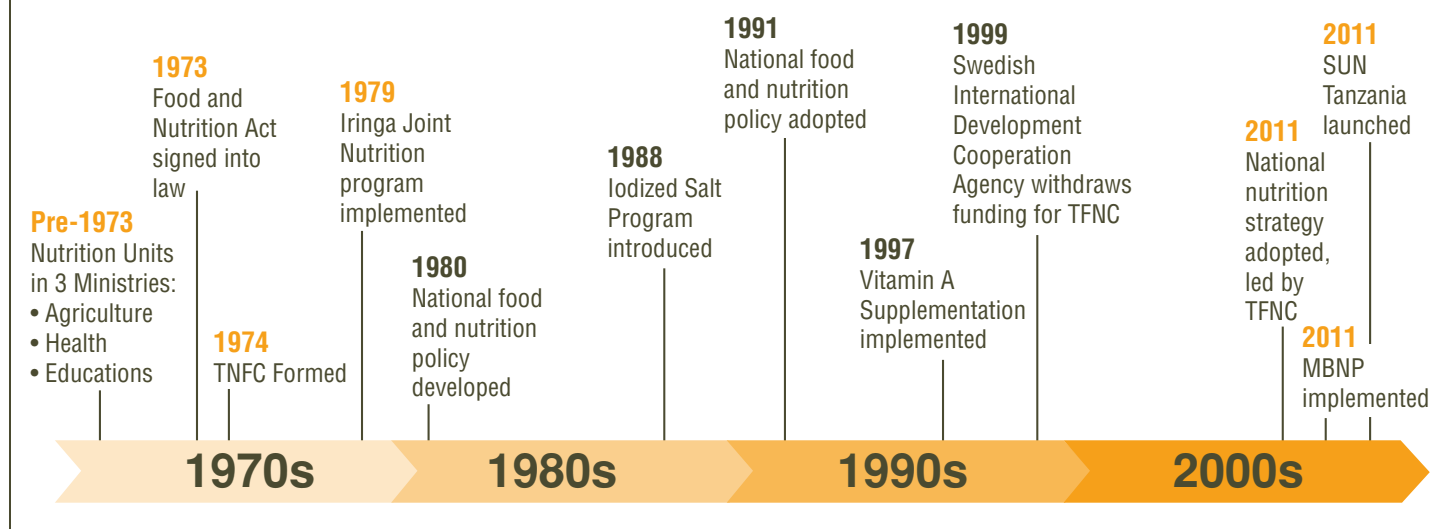 Pre-1973
Nutrition Units
in 3 Ministries:
• Agriculture
• Health
• Educations
1973
Food and
Nutrition Act
signed into
law
1974
TNFC Formed
1979
Iringa Joint
Nutrition
program
implemented
1980
National food
and nutrition
policy
developed
1988
Iodized Salt
Program
introduced
1991
National food
and nutrition
policy adopted
1997
Vitamin A
Supplementation
implemented
1999
Swedish
International
Development
Cooperation
Agency withdraws
funding for TFNC
2011
National
nutrition
strategy
adopted,
led by
TFNC
2011
MBNP
implemented
2011
SUN
Tanzania
launched
1970s
1980s
1990s
2000s